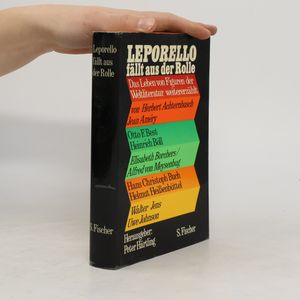 Leporello
fällt aus
der Rolle
S. Fischer
LEPORELLO
fällt aus der Rolle
Das Leben von Figuren der
Weltliteratur weitererzählt
von Herbert Achternbusch
Jean Améry
Otto F. Best
Heinrich Böll
Elisabeth Borchers/
Alfred von Meysenbug
Hans Christoph Buch
Helmut Heißenbüttel
Walter Jens
Uwe Johnson
Herausgeber:
Peter Härtling
S. Fischer